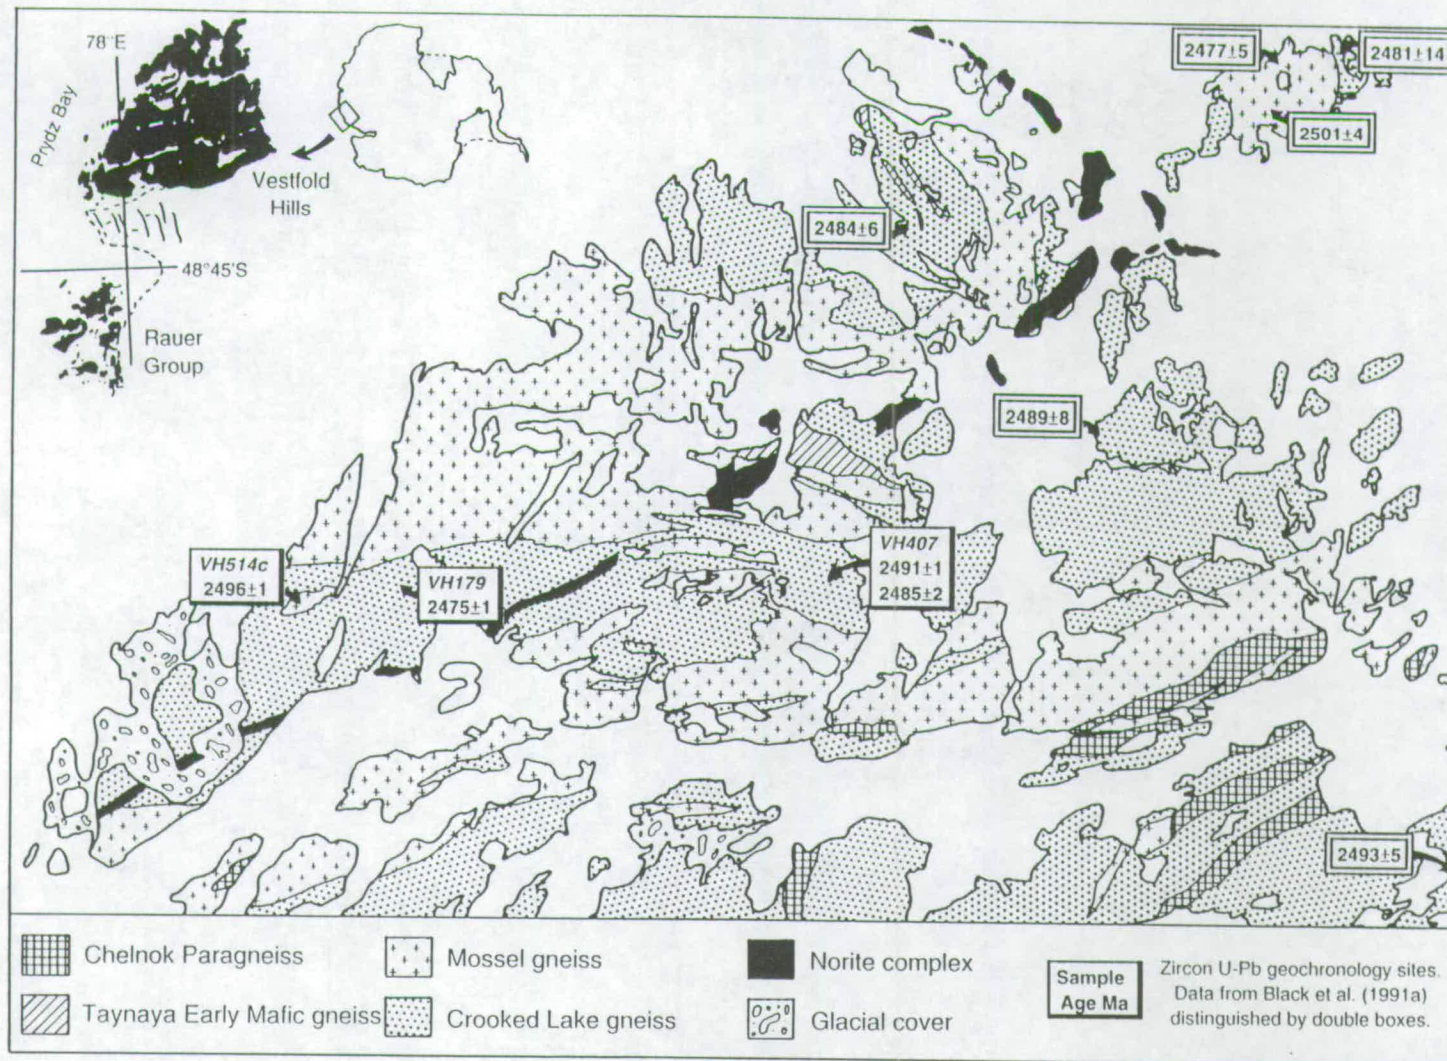 78°E
Prydz Bay
Vestfold
Hills
48°45'S
Rauer
Group
2477±5
2481±14
2501±4
2484±6
2489±8
VH514c
2496±1
VH179
2475±1
VH407
2491±1
2485±2
2493±5
Chelnok Paragneiss
Mossel gneiss
Norite complex
Taynaya Early Mafic gneiss
Crooked Lake gneiss
Glacial cover
Sample
Age Ma
Zircon U-Pb geochronology sites.
Data from Black et al. (1991a)
distinguished by double boxes.